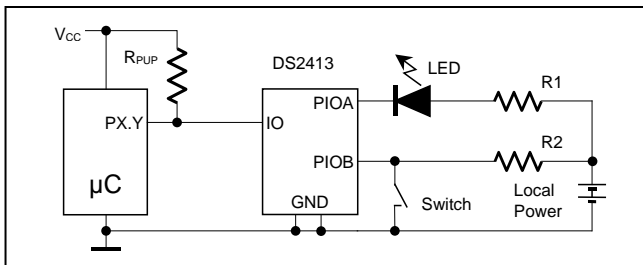 VCC
RPUP
DS2413
LED
R1
PIOA
PX.Y
IO
R2
PIOB
µC
GND
Switch
Local
Power